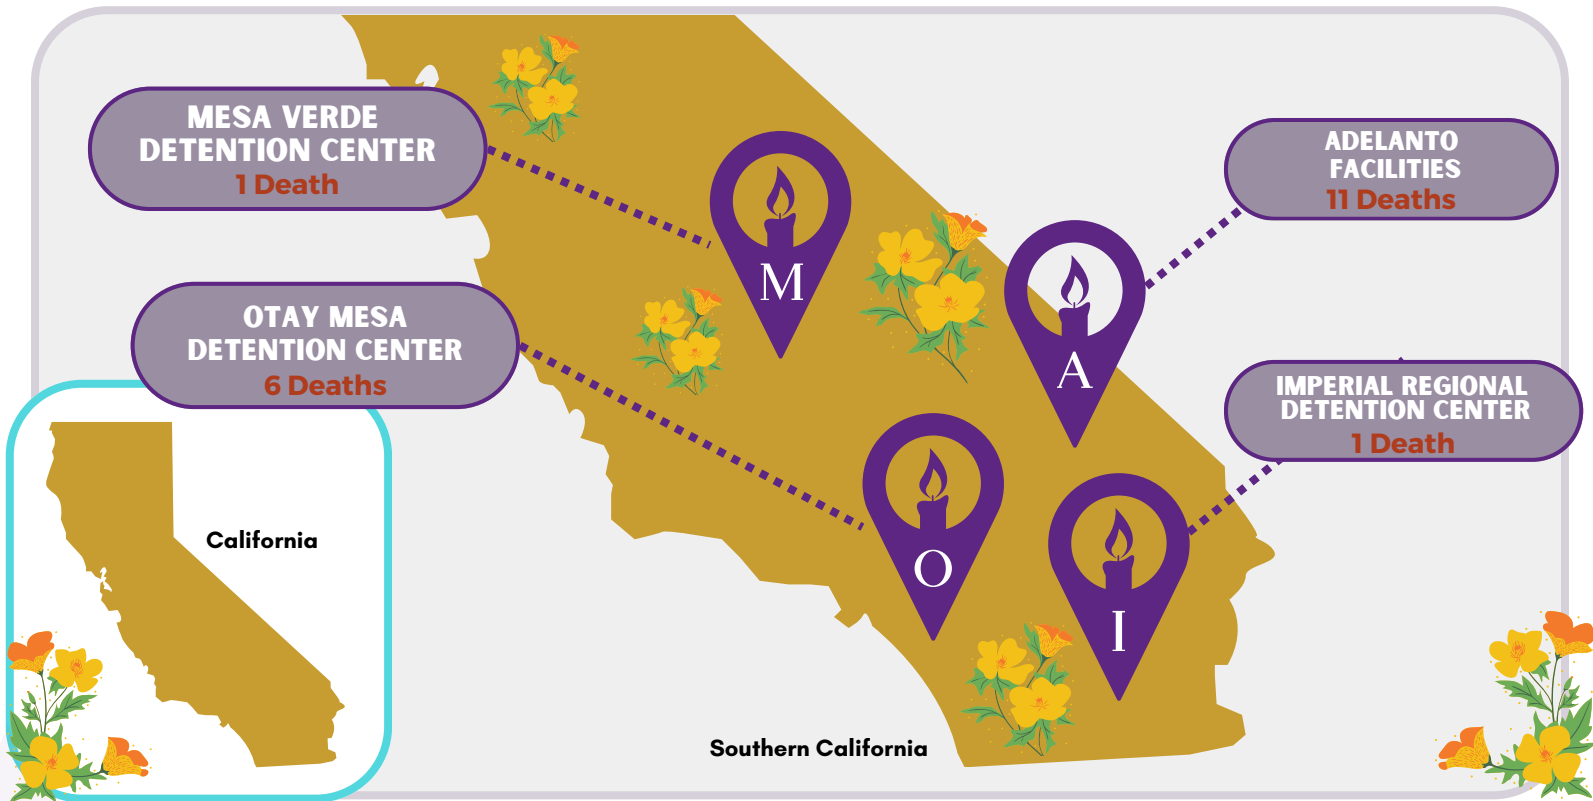 MESA VERDE
DETENTION CENTER
1 Death
ADELANTO
FACILITIES
11 Deaths
M
OTAY MESA
DETENTION CENTER
6 Deaths
A
IMPERIAL REGIONAL
DETENTION CENTER
1 Death
O
I
California
Southern California